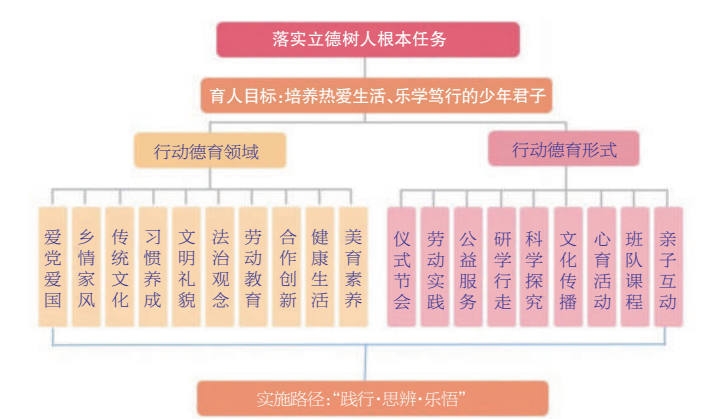 落实立德树人根本任务
育人目标:培养热爱生活、乐学笃行的少年君子
行动德育领域
行动德育形式
爱党爱国
乡情家风
传统文化
习惯养成
文明礼貌
法治观念
劳动教育
合作创新
健康生活
美育素养
仪式节会
劳动实践
公益服务
研学行走
科学探究
文化传播
心育活动
班队课程
亲子互动
实施路径:“践行·思辨·乐悟”